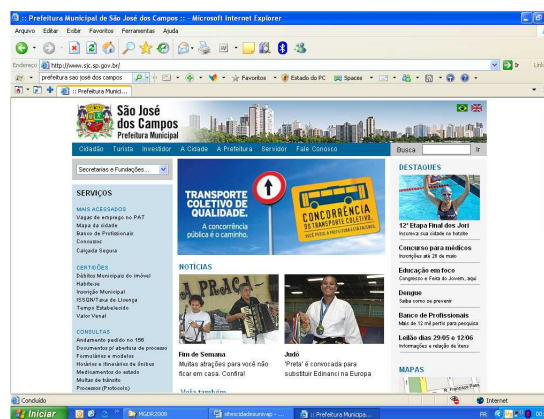 :: Prefeitura Municipal de São José dos Campos :: - Microsoft Internet Explorer
Arquivo Editar Exibir Favoritos Ferramentas Ajuda
Endereço http://www.sjc.sp.gov.br/ Ir Links
prefeitura são josé dos campos Favoritos Estado do PC Spaces
:: Prefeitura Munici...
São José
dos Campos
Prefeitura Municipal
Cidadão Turista Investidor A Cidade A Prefeitura Servidor Fale Conosco Busca Ir
Secretarias e Fundações...
SERVIÇOS
MAIS ACESSADOS
Vagas de emprego no PAT
Mapa da cidade
Banco de Profissionais
Concursos
Calçada Segura
CERTIDÕES
Débitos Municipais do imóvel
Habite-se
Inscrição Municipal
ISSQN/Taxa de Licença
Tempo Estabelecido
Valor Venal
CONSULTAS
Andamento pedido no 156
Documentos p/ abertura de processo
Formulários e modelos
Horários e itinerários de ônibus
Medicamentos do estado
Multas de trânsito
Processos (Protocolo)
TRANSPORTE
COLETIVO DE
QUALIDADE.
A concorrência
pública é o caminho.
CONCORRÊNCIA
DO TRANSPORTE COLETIVO.
NOTÍCIAS
Fim de Semana
Muitas atrações para você não
ficar em casa. Confira!
Judô
'Preta' é convocada para
substituir Edinanci na Europa
Veja também
DESTAQUES
12ª Etapa Final dos Jori
Inscreva sua cidade no hotsite
Concurso para médicos
Inscrições até 28 de maio
Educação em foco
Congresso e Feira do Jovem, aqui
Dengue
Saiba como se prevenir
Banco de Profissionais
Mais de 12 mil perfis para pesquisa
Leilão dias 29/05 e 12/06
Informações e relação de itens
MAPAS
Concluído Internet
Iniciar MGDR2008 sitescidadesunivap - ... :: Prefeitura Municipa... FR